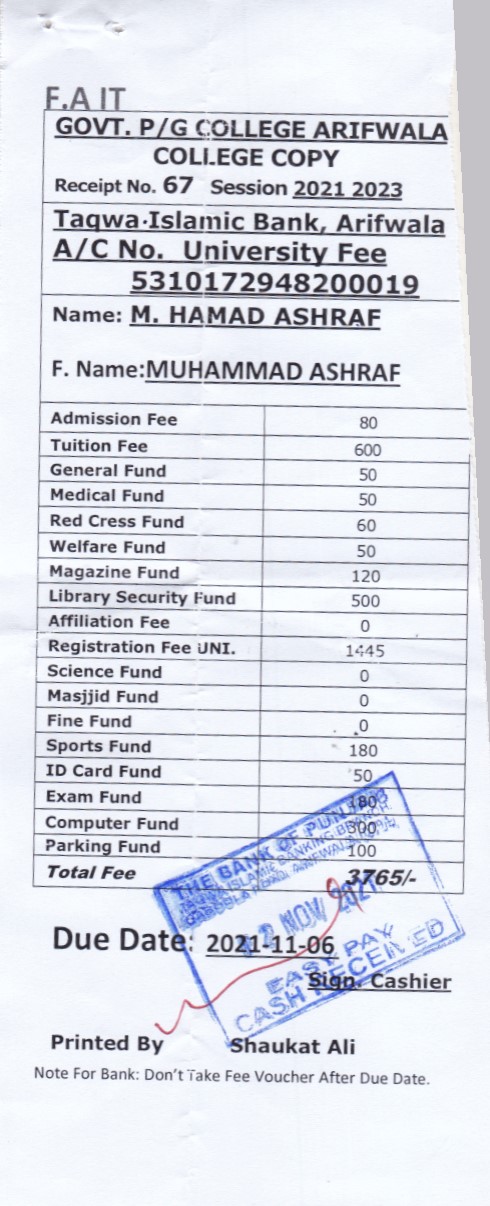 F.A IT
GOVT. P/G COLLEGE ARIFWALA
COLLEGE COPY
Receipt No. 67 Session 2021 2023
Taqwa Islamic Bank, Arifwala
A/C No. University Fee
5310172948200019
Name: M. HAMAD ASHRAF
F. Name:MUHAMMAD ASHRAF
Admission Fee 80
Tuition Fee 600
General Fund 50
Medical Fund 50
Red Cress Fund 60
Welfare Fund 50
Magazine Fund 120
Library Security Fund 500
Affiliation Fee 0
Registration Fee UNI. 1445
Science Fund 0
Masjjid Fund 0
Fine Fund 0
Sports Fund 180
ID Card Fund 50
Exam Fund 180
Computer Fund 300
Parking Fund 100
Total Fee 3765/-
THE BANK OF PUNJAB
ISLAMIC BANKING BRANCH
ARIFWALA
NOV 2021
EASY PAY
CASH RECEIVED
Due Date: 2021-11-06
Sign. Cashier
Printed By Shaukat Ali
Note For Bank: Don't Take Fee Voucher After Due Date.